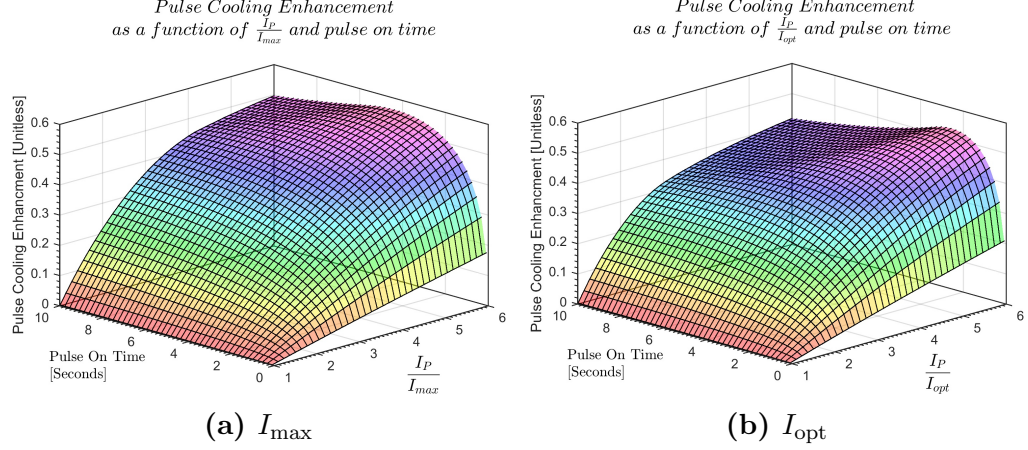 Pulse Cooling Enhancement
as a function of I_P/I_max and pulse on time
Pulse Cooling Enhancment [Unitless]
0.6
0.5
0.4
0.3
0.2
0.1
0
10
8
6
4
2
0
1
2
3
4
5
6
Pulse On Time
[Seconds]
I_P/I_max
(a) I_max
Pulse Cooling Enhancement
as a function of I_P/I_opt and pulse on time
Pulse Cooling Enhancment [Unitless]
0.6
0.5
0.4
0.3
0.2
0.1
0
10
8
6
4
2
0
1
2
3
4
5
6
Pulse On Time
[Seconds]
I_P/I_opt
(b) I_opt